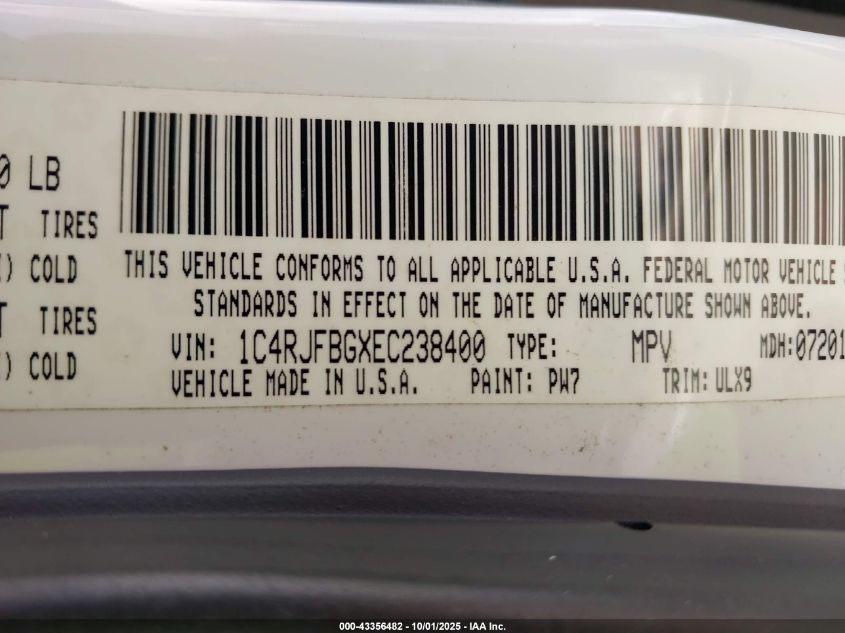 0 LB
TIRES
) COLD
TIRES
) COLD
THIS VEHICLE CONFORMS TO ALL APPLICABLE U.S.A. FEDERAL MOTOR VEHICLE
STANDARDS IN EFFECT ON THE DATE OF MANUFACTURE SHOWN ABOVE.
VIN: 1C4RJFBGXEC238400 TYPE: MPV MDH:07201
VEHICLE MADE IN U.S.A. PAINT: PW7 TRIM: ULX9
000-43356482 - 10/01/2025 - IAA Inc.